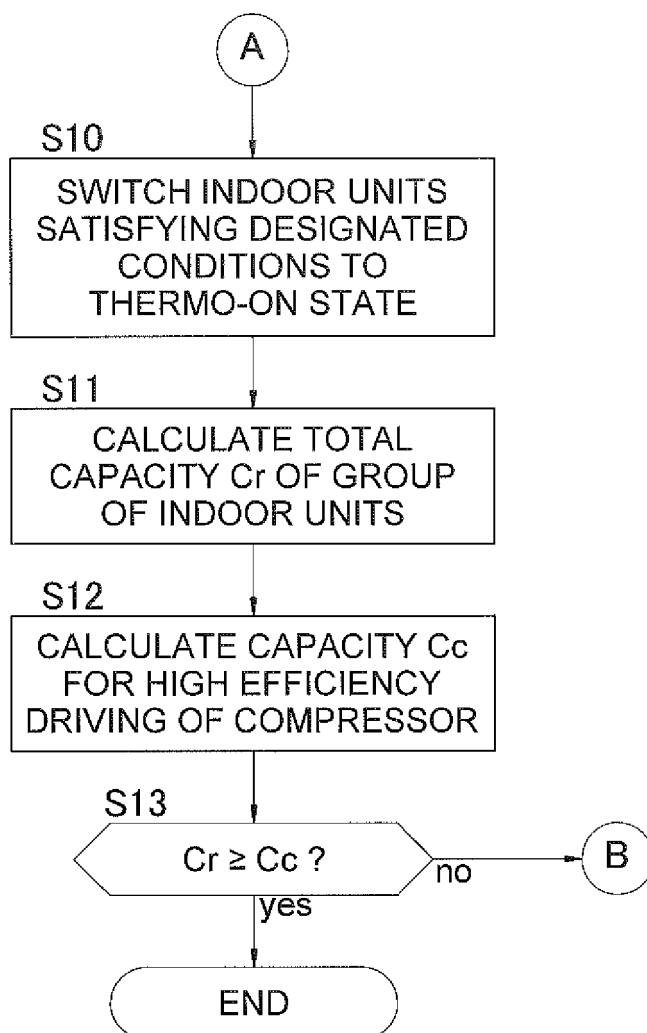 A
S10
SWITCH INDOOR UNITS
SATISFYING DESIGNATED
CONDITIONS TO
THERMO-ON STATE
S11
CALCULATE TOTAL
CAPACITY Cr OF GROUP
OF INDOOR UNITS
S12
CALCULATE CAPACITY Cc
FOR HIGH EFFICIENCY
DRIVING OF COMPRESSOR
S13
Cr ≥ Cc ?
no
B
yes
END